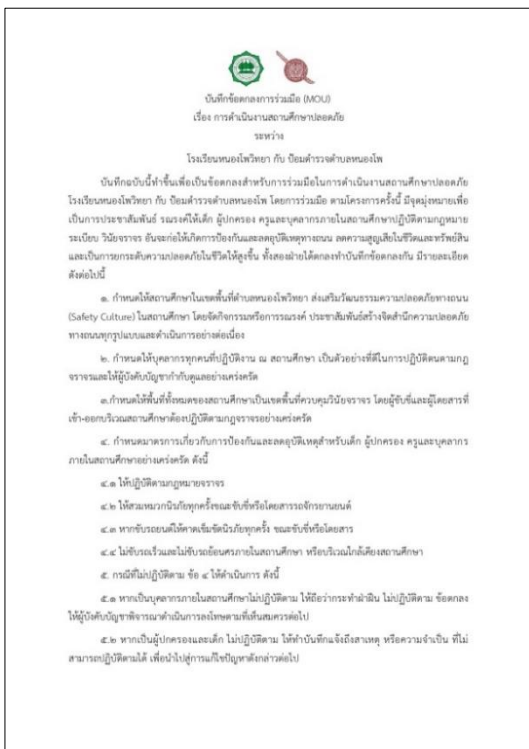 บันทึกข้อตกลงการร่วมมือ (MOU)
เรื่อง การดำเนินงานสถานศึกษาปลอดภัย
ระหว่าง
โรงเรียนหนองโพวิทยา กับ ป้อมตำรวจตำบลหนองโพ
บันทึกฉบับนี้ทำขึ้นเพื่อเป็นข้อตกลงสำหรับการร่วมมือในการดำเนินงานสถานศึกษาปลอดภัย
โรงเรียนหนองโพวิทยา กับ ป้อมตำรวจตำบลหนองโพ โดยการร่วมมือ ตามโครงการครั้งนี้ มีจุดมุ่งหมายเพื่อ
เป็นการประชาสัมพันธ์ รณรงค์ให้เด็ก ผู้ปกครอง ครูและบุคลากรภายในสถานศึกษาปฏิบัติตามกฎหมาย
ระเบียบ วินัยจราจร อันจะก่อให้เกิดการป้องกันและลดอุบัติเหตุทางถนน ลดความสูญเสียในชีวิตและทรัพย์สิน
และเป็นการยกระดับความปลอดภัยในชีวิตให้สูงขึ้น ทั้งสองฝ่ายได้ตกลงทำบันทึกข้อตกลงกัน มีรายละเอียด
ดังต่อไปนี้
๑. กำหนดให้สถานศึกษาในเขตพื้นที่ตำบลหนองโพวิทยา ส่งเสริมวัฒนธรรมความปลอดภัยทางถนน
(Safety Culture) ในสถานศึกษา โดยจัดกิจกรรมหรือการรณรงค์ ประชาสัมพันธ์สร้างจิตสำนึกความปลอดภัย
ทางถนนทุกรูปแบบและดำเนินการอย่างต่อเนื่อง
๒. กำหนดให้บุคลากรทุกคนที่ปฏิบัติงาน ณ สถานศึกษา เป็นตัวอย่างที่ดีในการปฏิบัติตนตามกฎ
จราจรและให้ผู้บังคับบัญชากำกับดูแลอย่างเคร่งครัด
๓.กำหนดให้พื้นที่ทั้งหมดของสถานศึกษาเป็นเขตพื้นที่ควบคุมวินัยจราจร โดยผู้ขับขี่และผู้โดยสารที่
เข้า-ออกบริเวณสถานศึกษาต้องปฏิบัติตามกฎจราจรอย่างเคร่งครัด
๔. กำหนดมาตรการเกี่ยวกับการป้องกันและลดอุบัติเหตุสำหรับเด็ก ผู้ปกครอง ครูและบุคลากร
ภายในสถานศึกษาอย่างเคร่งครัด ดังนี้
๔.๑ ให้ปฏิบัติตามกฎหมายจราจร
๔.๒ ให้สวมหมวกนิรภัยทุกครั้งขณะขับขี่หรือโดยสารรถจักรยานยนต์
๔.๓ หากขับรถยนต์ให้คาดเข็มขัดนิรภัยทุกครั้ง ขณะขับขี่หรือโดยสาร
๔.๔ ไม่ขับรถเร็วและไม่ขับรถย้อนศรภายในสถานศึกษา หรือบริเวณใกล้เคียงสถานศึกษา
๕. กรณีที่ไม่ปฏิบัติตาม ข้อ ๔ ให้ดำเนินการ ดังนี้
๕.๑ หากเป็นบุคลากรภายในสถานศึกษาไม่ปฏิบัติตาม ให้ถือว่ากระทำฝ่าฝืน ไม่ปฏิบัติตาม ข้อตกลง
ให้ผู้บังคับบัญชาพิจารณาดำเนินการลงโทษตามที่เห็นสมควรต่อไป
๕.๒ หากเป็นผู้ปกครองและเด็ก ไม่ปฏิบัติตาม ให้ทำบันทึกแจ้งถึงสาเหตุ หรือความจำเป็น ที่ไม่
สามารถปฏิบัติตามได้ เพื่อนำไปสู่การแก้ไขปัญหาดังกล่าวต่อไป